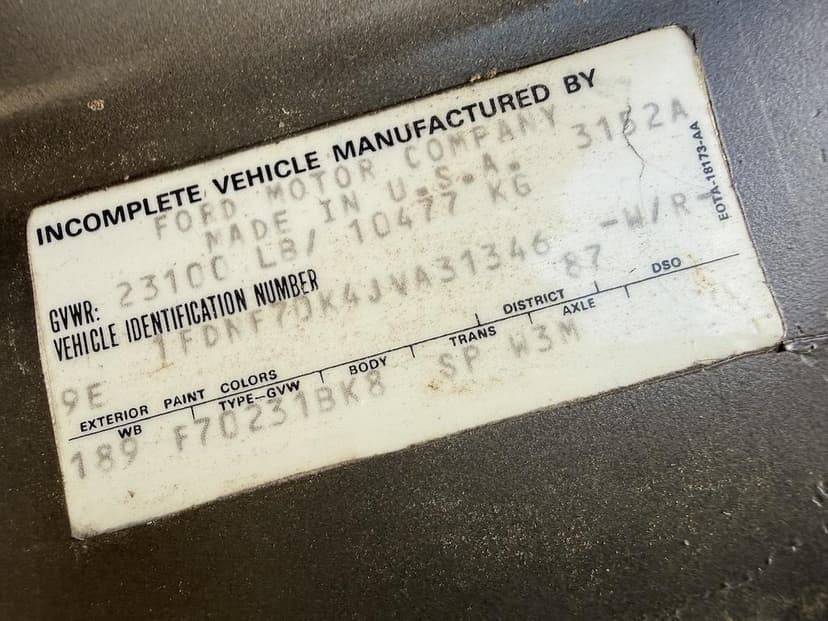 INCOMPLETE VEHICLE MANUFACTURED BY
FORD MOTOR COMPANY 3152A
MADE IN U.S.A.
GVWR: 23100 LB/ 10477 KG
VEHICLE IDENTIFICATION NUMBER -W/R-
1FDNF70K4JVA31346 87
9E
EXTERIOR PAINT COLORS DISTRICT DSO
WB TYPE-GVW BODY TRANS AXLE
189 F70231BK8 SP W3M
EOTA-18173-AA